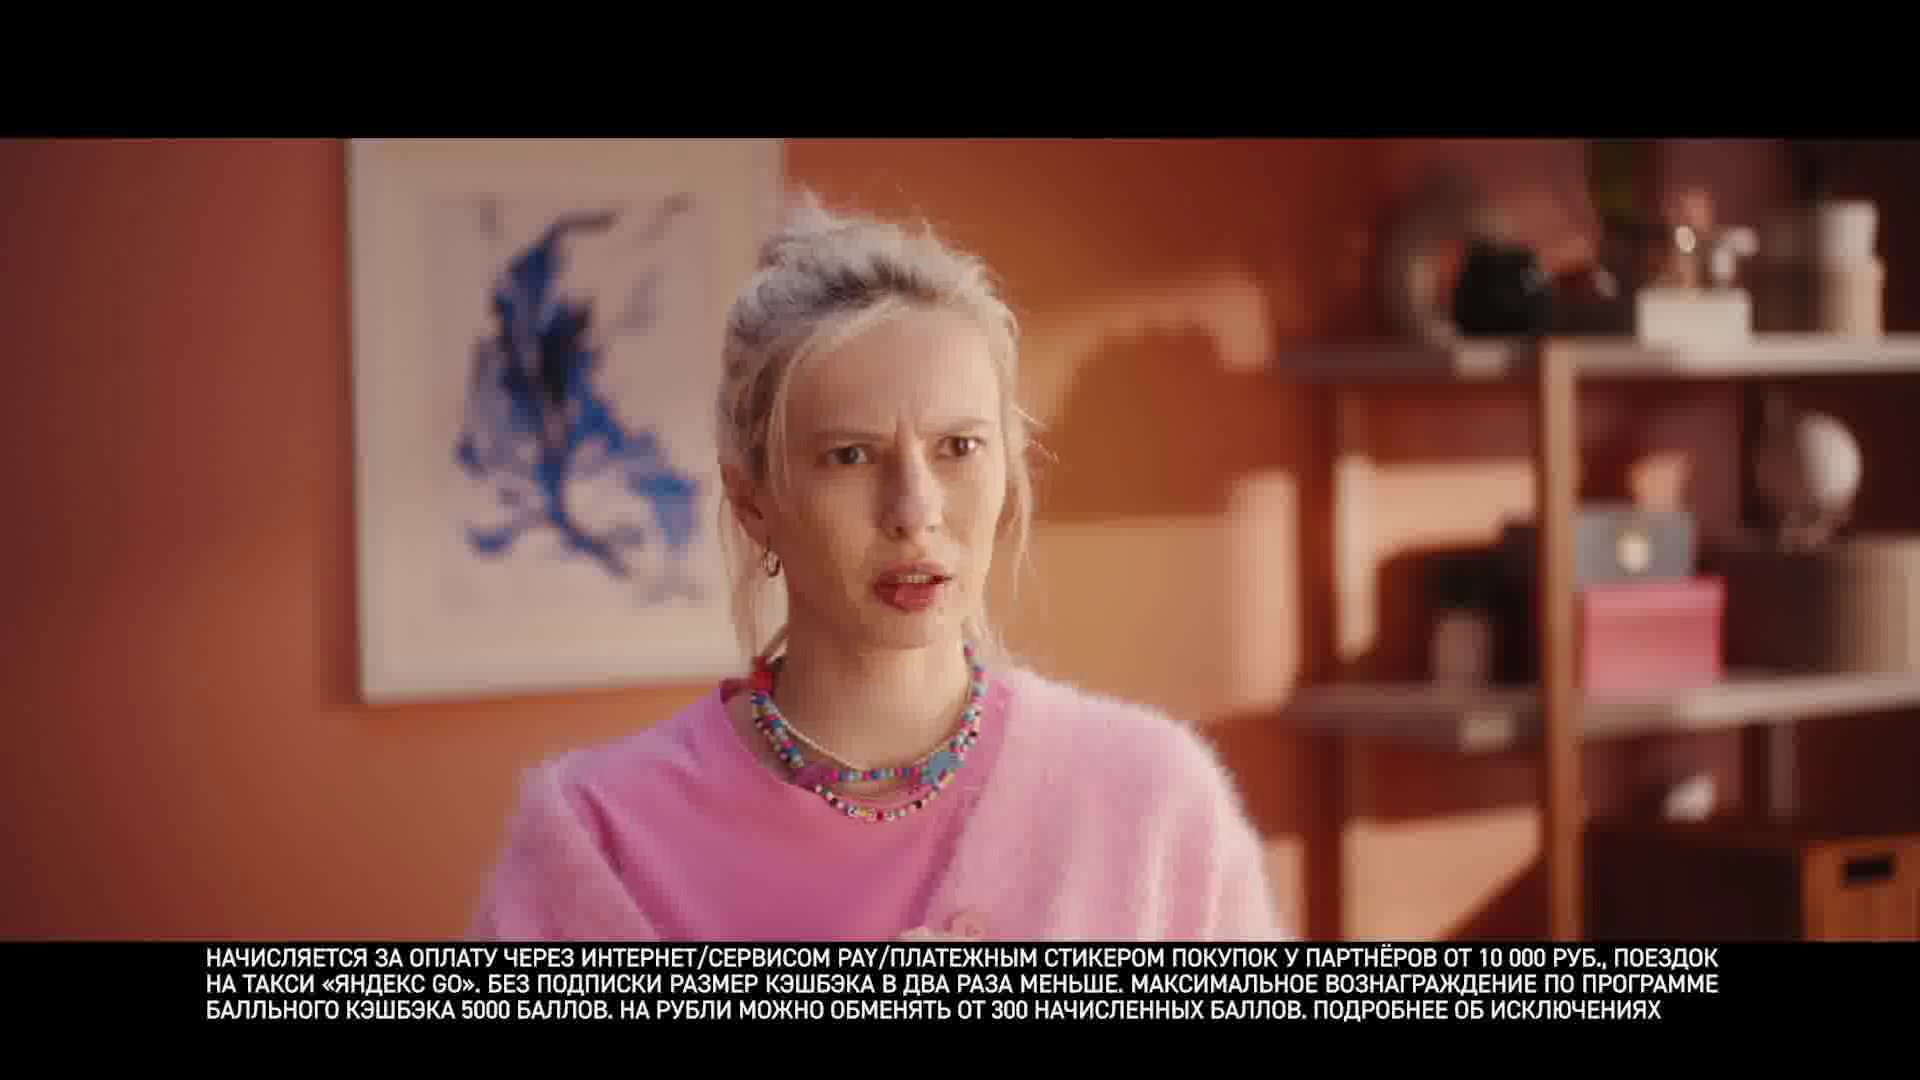 НАЧИСЛЯЕТСЯ ЗА ОПЛАТУ ЧЕРЕЗ ИНТЕРНЕТ/СЕРВИСОМ PAY/ПЛАТЕЖНЫМ СТИКЕРОМ ПОКУПОК У ПАРТНЁРОВ ОТ 10 000 РУБ., ПОЕЗДОК
НА ТАКСИ «ЯНДЕКС GO». БЕЗ ПОДПИСКИ РАЗМЕР КЭШБЭКА В ДВА РАЗА МЕНЬШЕ. МАКСИМАЛЬНОЕ ВОЗНАГРАЖДЕНИЕ ПО ПРОГРАММЕ
БАЛЛЬНОГО КЭШБЭКА 5000 БАЛЛОВ. НА РУБЛИ МОЖНО ОБМЕНЯТЬ ОТ 300 НАЧИСЛЕННЫХ БАЛЛОВ. ПОДРОБНЕЕ ОБ ИСКЛЮЧЕНИЯХ